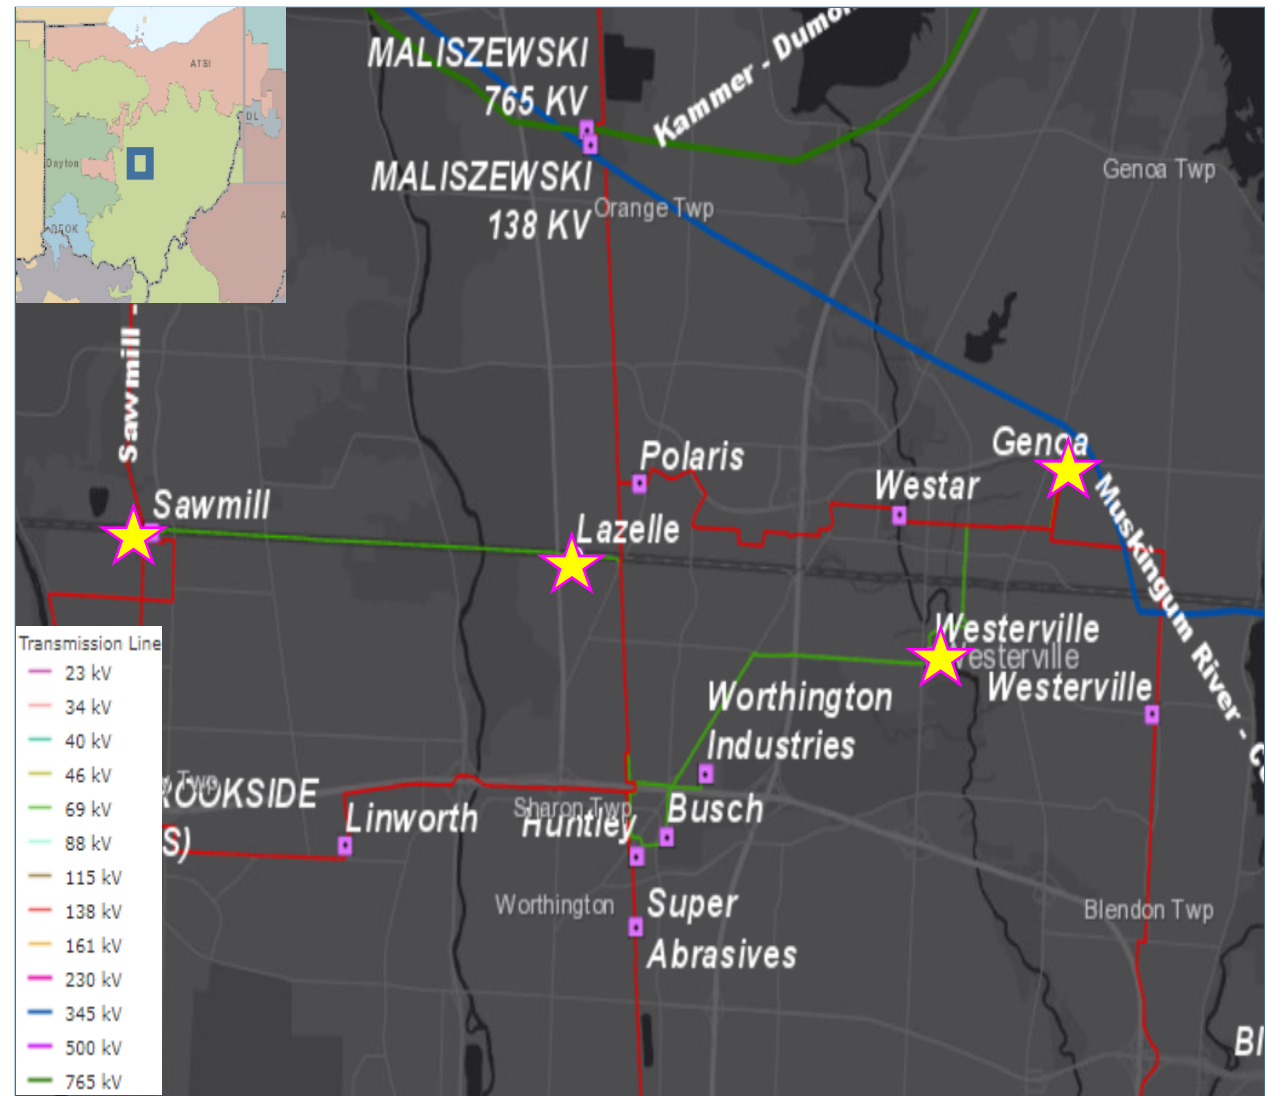 ATSI
DL
Dayton
DEOK
A
MALISZEWSKI
765 KV
Kammer - Dumon
MALISZEWSKI
138 KV
Orange Twp
Genoa Twp
Sawmill -
Genoa
Polaris
Westar
Sawmill
Lazelle
Muskingum River - C
Westerville
Westerville
Westerville
Worthington
Industries
Twp
ROOKSIDE
S)
Linworth
Sharon Twp
Huntley
Busch
Worthington
Super
Abrasives
Blendon Twp
Bl
Transmission Line
23 kV
34 kV
40 kV
46 kV
69 kV
88 kV
115 kV
138 kV
161 kV
230 kV
345 kV
500 kV
765 kV